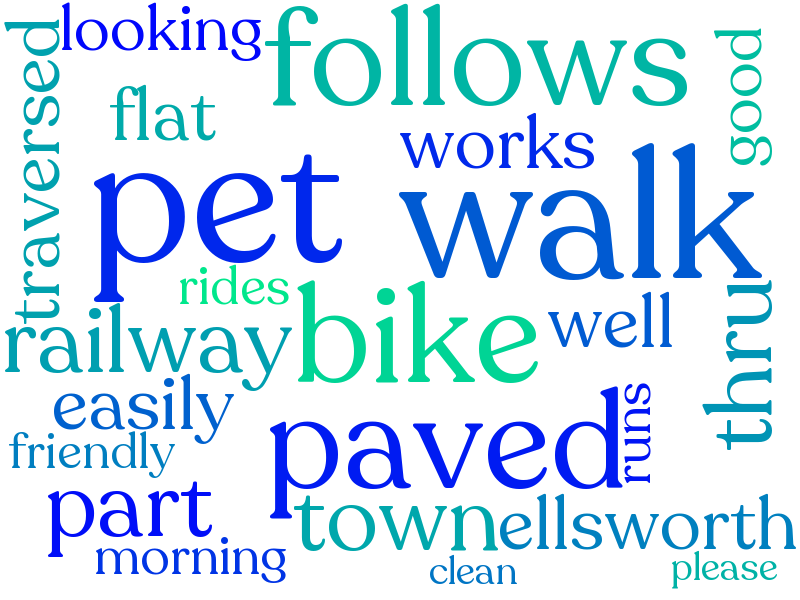 looking
follows
good
traversed
flat
works
pet
walk
rides
bike
well
thru
railway
easily
paved
runs
friendly
part
town
ellsworth
morning
clean
please